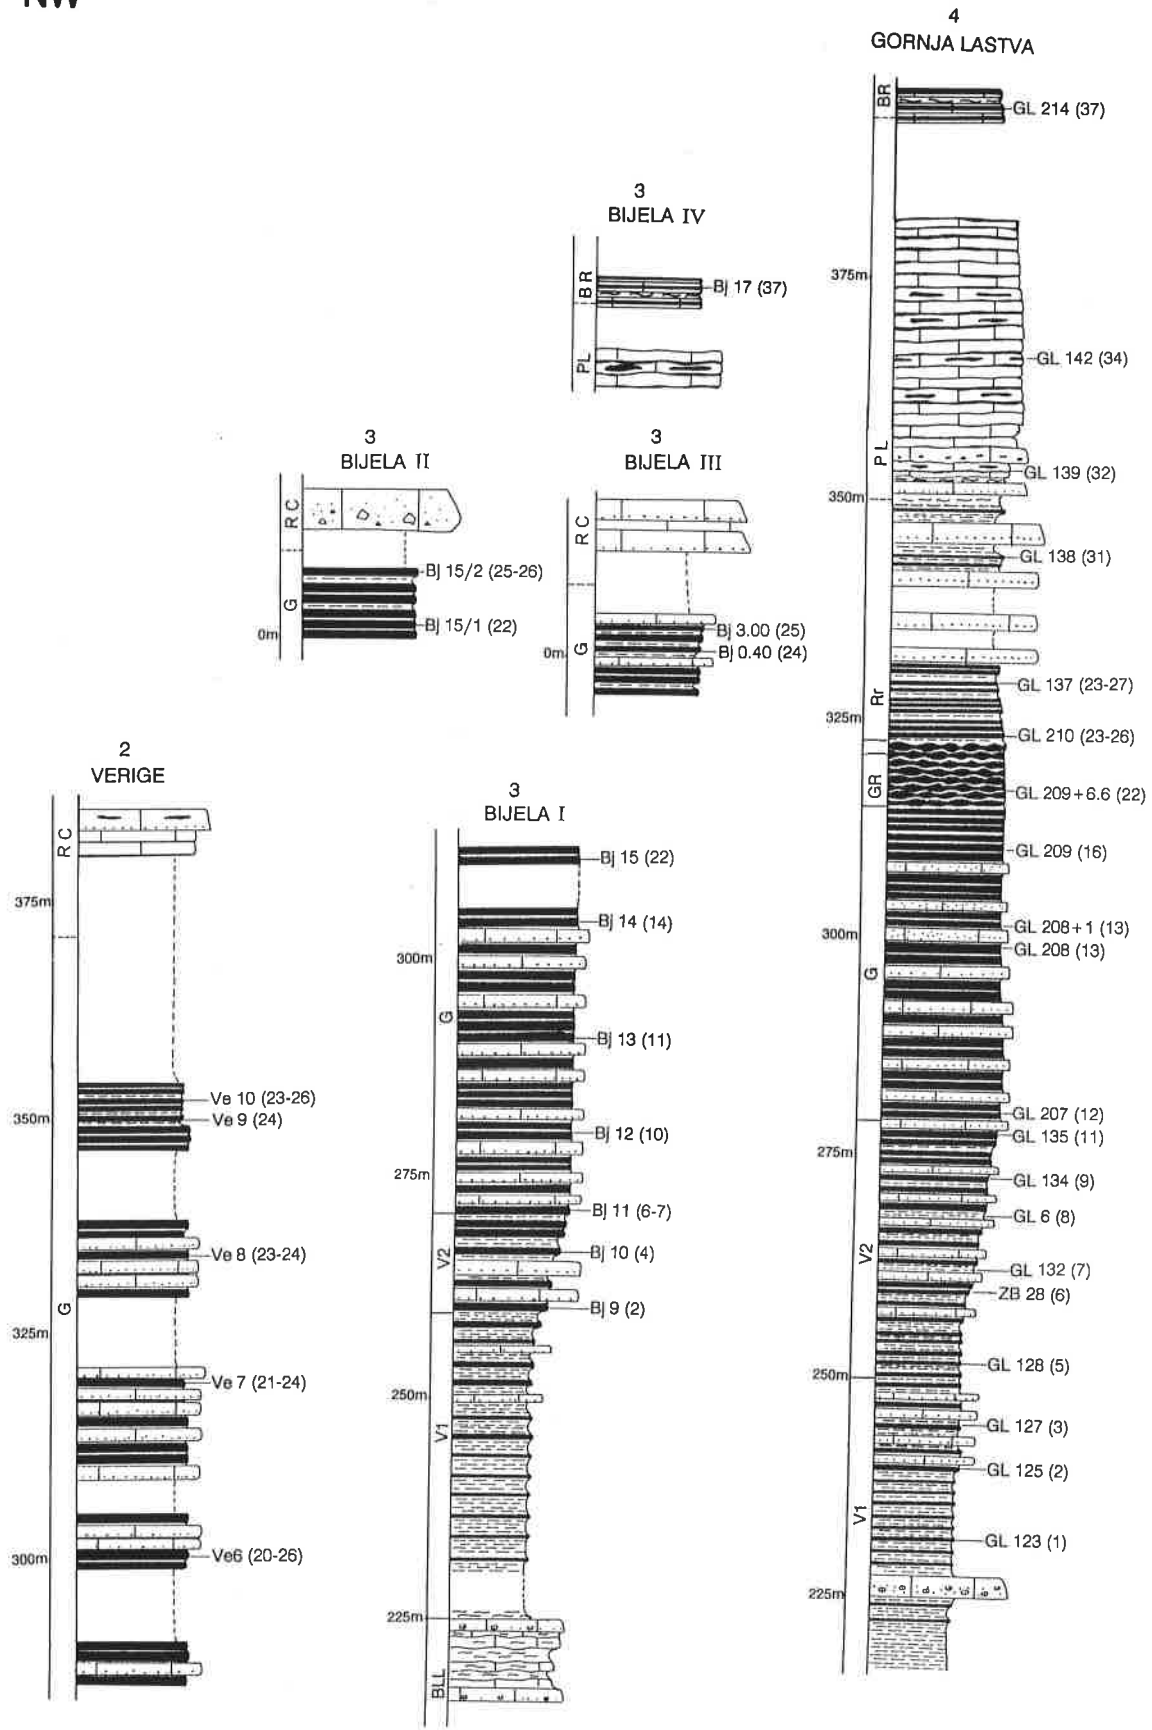 NW
4
GORNJA LASTVA
BR
GL 214 (37)
375m
GL 142 (34)
PL
GL 139 (32)
350m
GL 138 (31)
Rr
GL 137 (23-27)
325m
GL 210 (23-26)
GR
GL 209+6.6 (22)
GL 209 (16)
GL 208+1 (13)
300m
GL 208 (13)
G
GL 207 (12)
GL 135 (11)
275m
GL 134 (9)
GL 6 (8)
V2
GL 132 (7)
ZB 28 (6)
GL 128 (5)
250m
GL 127 (3)
GL 125 (2)
V1
GL 123 (1)
225m
3
BIJELA IV
BR
Bj 17 (37)
PL
3
BIJELA II
RC
Bj 15/2 (25-26)
G
Bj 15/1 (22)
0m
3
BIJELA III
RC
Bj 3.00 (25)
G
0m
Bj 0.40 (24)
2
VERIGE
RC
375m
Ve 10 (23-26)
350m
Ve 9 (24)
Ve 8 (23-24)
G
325m
Ve 7 (21-24)
300m
Ve6 (20-26)
3
BIJELA I
Bj 15 (22)
Bj 14 (14)
300m
G
Bj 13 (11)
Bj 12 (10)
275m
Bj 11 (6-7)
V2
Bj 10 (4)
Bj 9 (2)
250m
V1
225m
BLL